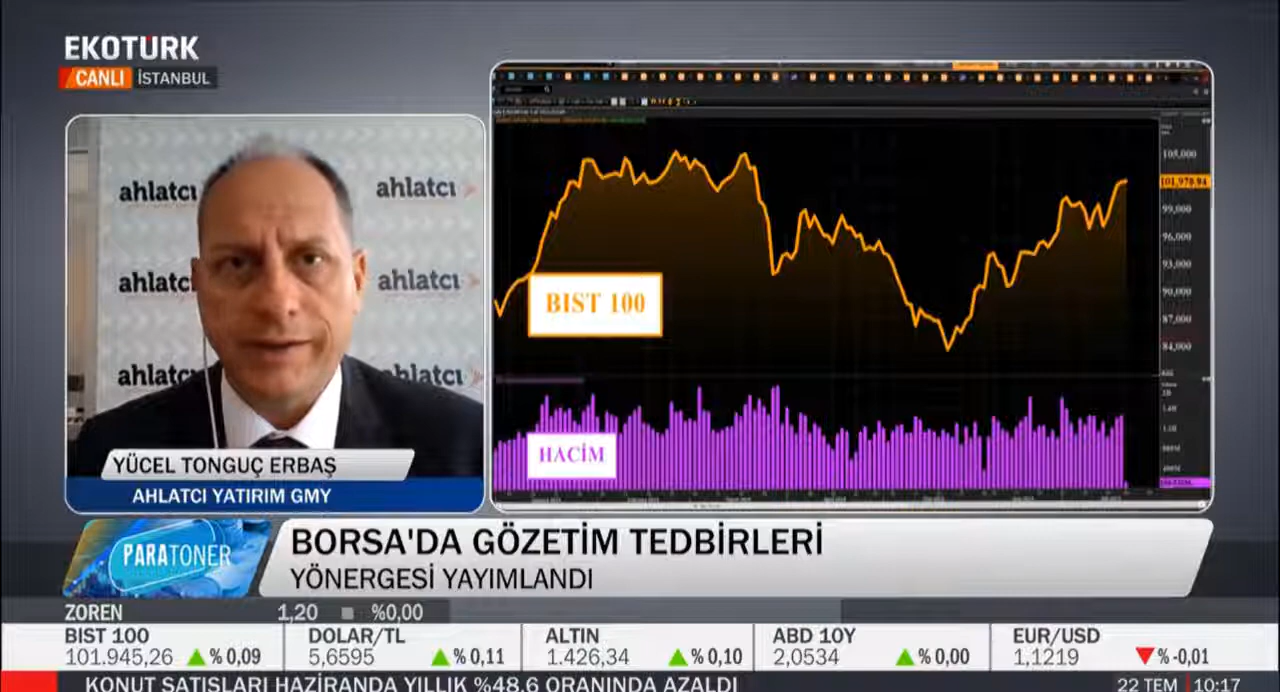 EKOTÜRK
CANLI İSTANBUL
ahlatcı ahlatcı
ahlatcı ahlatcı
ahlatcı ahlatcı
YÜCEL TONGUÇ ERBAŞ
AHLATCI YATIRIM GMY
BIST 100
HACİM
105,000
101,978.94
99,000
96,000
93,000
90,000
87,000
84,000
PARATONER
BORSA'DA GÖZETİM TEDBİRLERİ
YÖNERGESİ YAYIMLANDI
ZOREN 1,20 %0,00
BIST 100 DOLAR/TL ALTIN ABD 10Y EUR/USD
101.945,26 % 0,09 5,6595 % 0,11 1.426,34 % 0,10 2,0534 % 0,00 1,1219 % -0,01
KONUT SATIŞLARI HAZİRANDA YILLIK %48,6 ORANINDA AZALDI 22 TEM 10:17